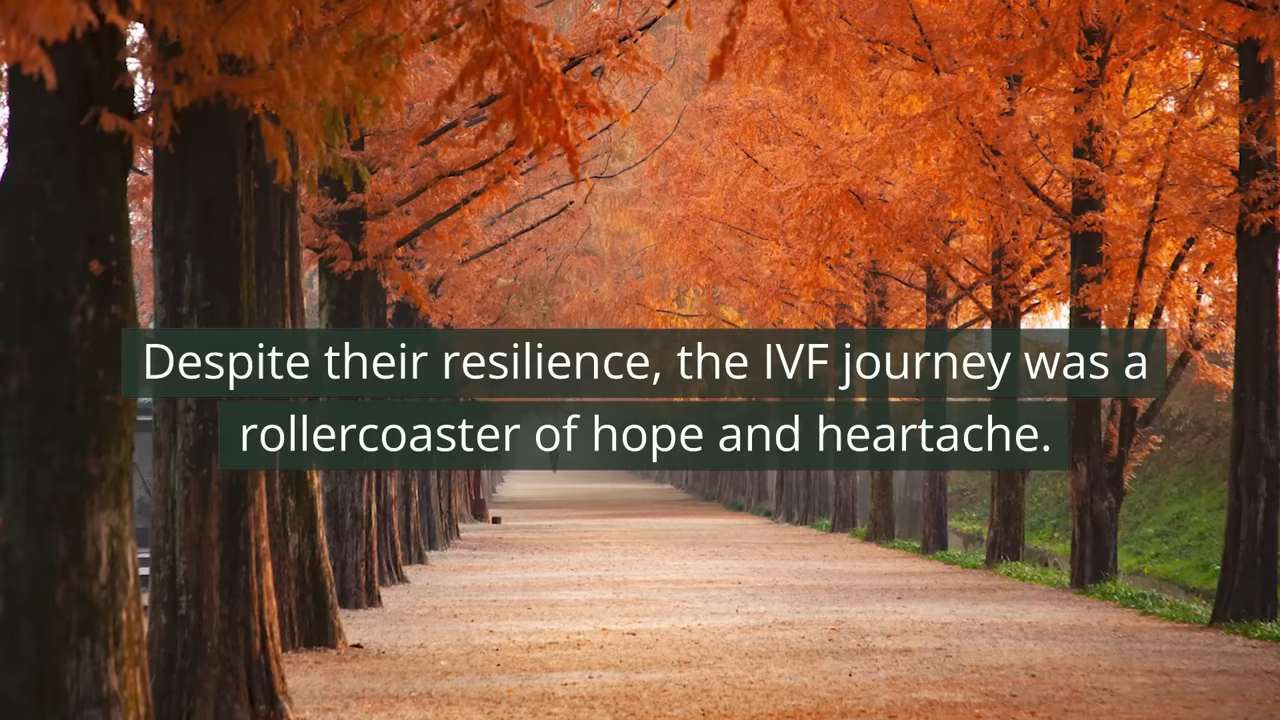 Despite their resilience, the IVF journey was a
rollercoaster of hope and heartache.